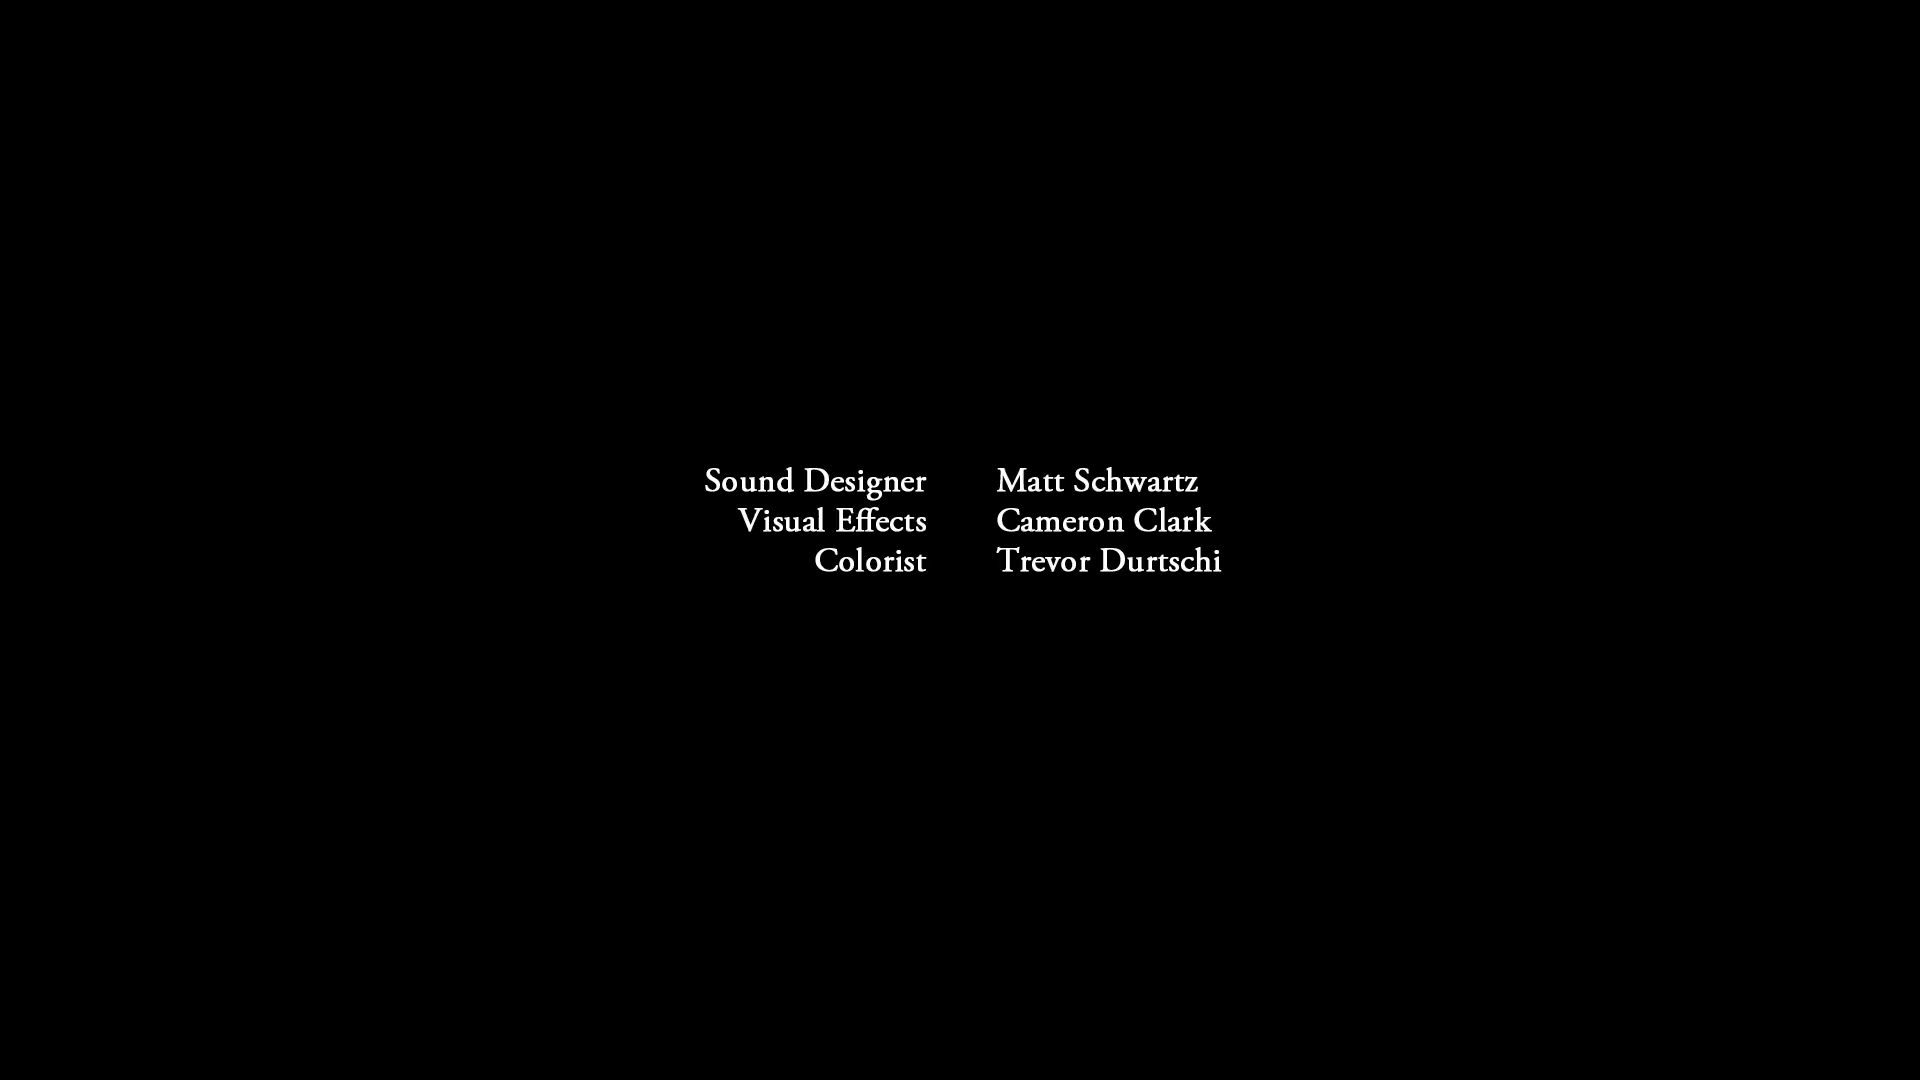 Sound Designer Matt Schwartz
Visual Effects Cameron Clark
Colorist Trevor Durtschi